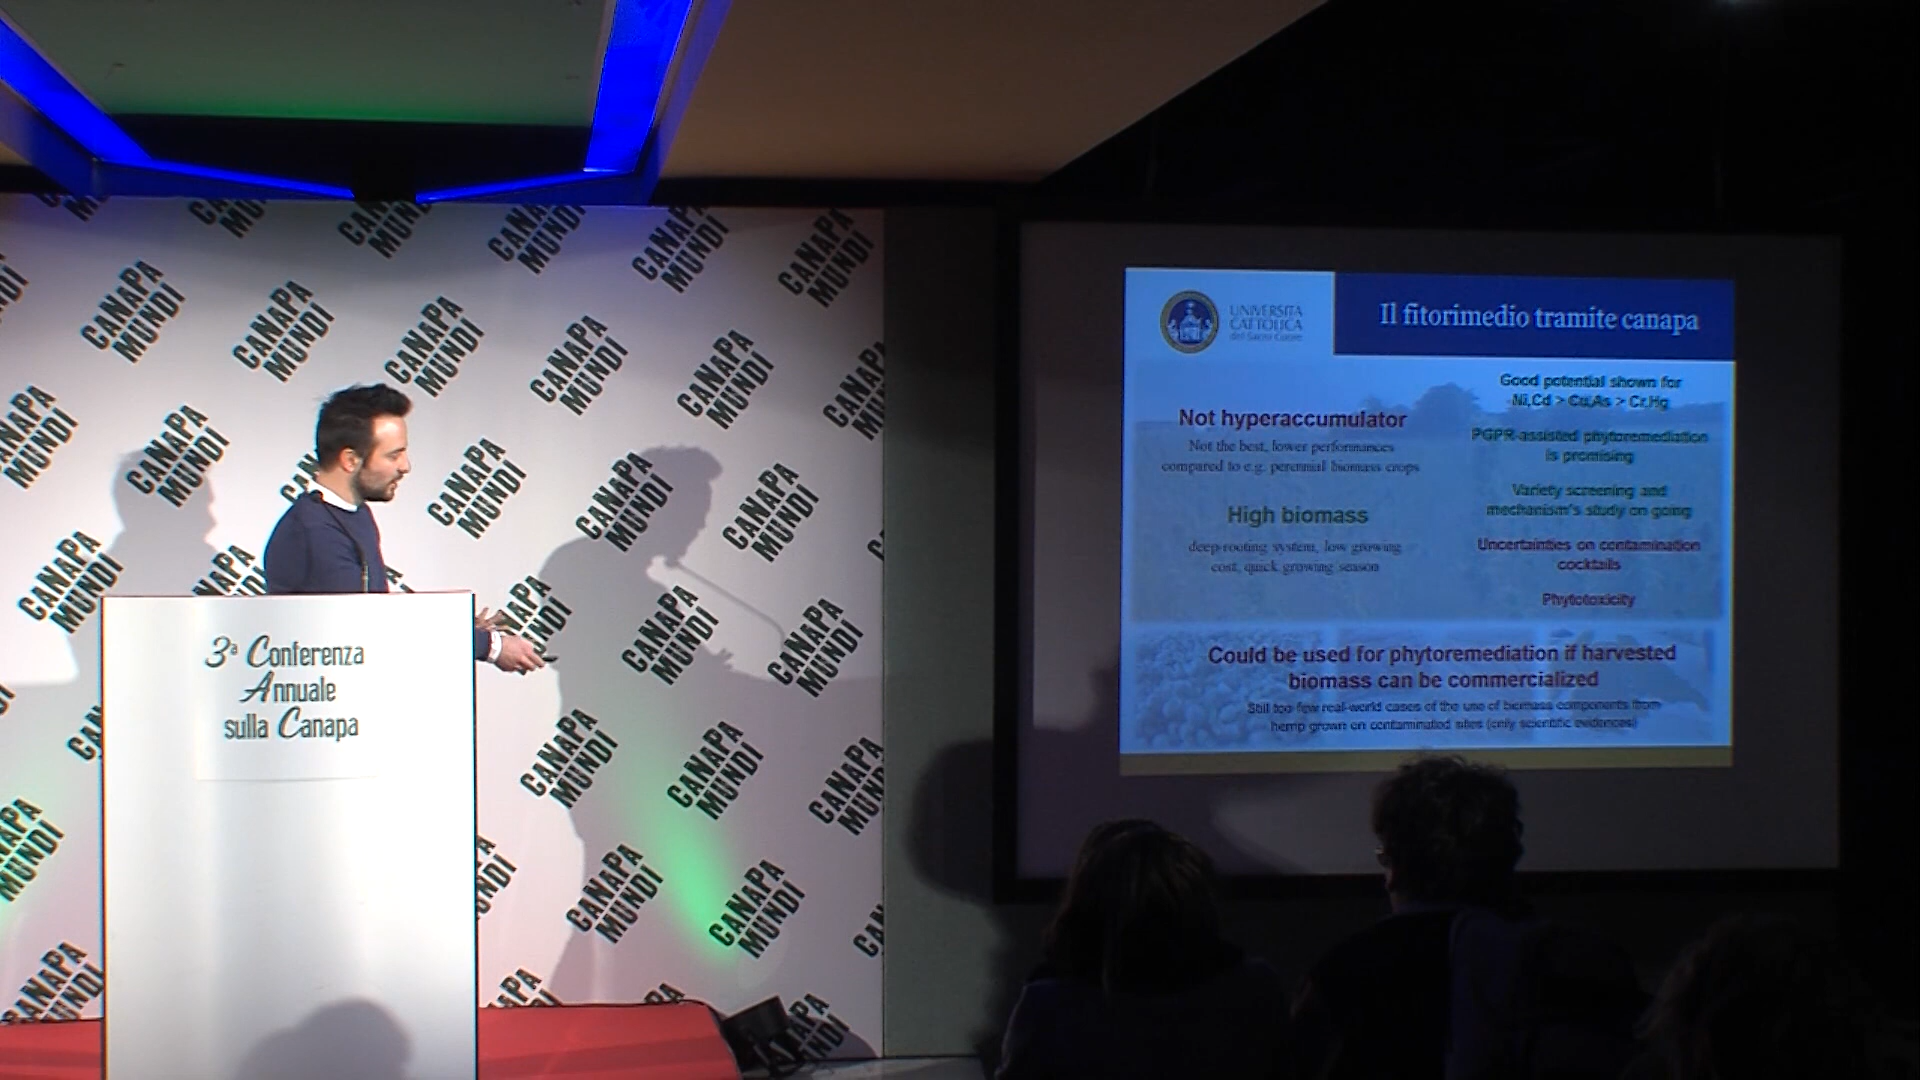 CANAPA
MUNDI
3ª Conferenza
Annuale
sulla Canapa
UNIVERSITÀ
CATTOLICA
del Sacro Cuore
Il fitorimedio tramite canapa
Not hyperaccumulator
Not the best, lower performances
compared to e.g. perennial biomass crops
High biomass
deep rooting system, low growing
cost, quick growing season
Good potential shown for
Ni,Cd > Cu,As > Cr,Hg
PGPR-assisted phytoremediation
is promising
Variety screening and
mechanism's study on going
Uncertainties on contamination
cocktails
Phytotoxicity
Could be used for phytoremediation if harvested
biomass can be commercialized
Still too few real-world cases of the use of biomass components from
hemp grown on contaminated sites (only scientific evidences)